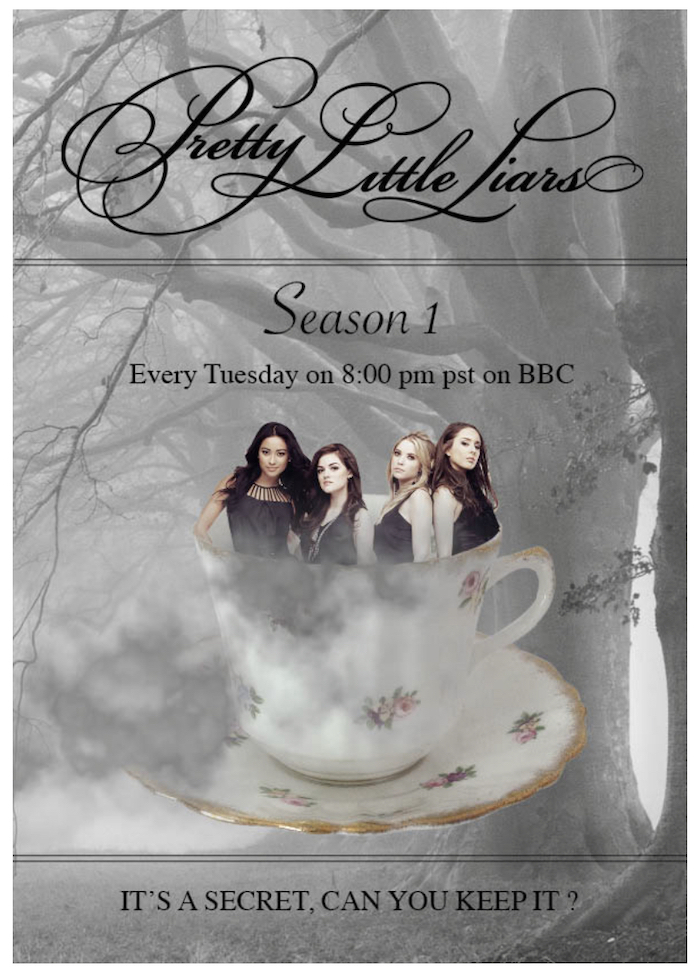 Pretty Little Liars
Season 1
Every Tuesday on 8:00 pm pst on BBC
IT'S A SECRET, CAN YOU KEEP IT ?